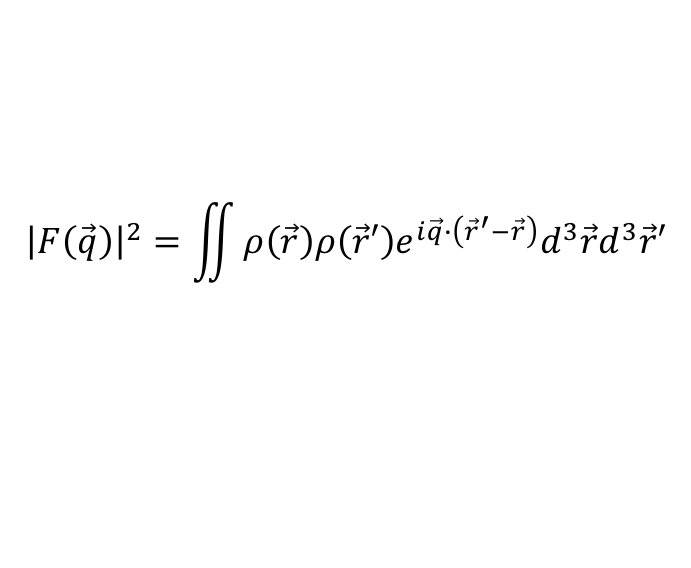 |F(q⃗)|² = ∬ ρ(r⃗)ρ(r⃗′)e^{iq⃗·(r⃗′−r⃗)}d³r⃗d³r⃗′